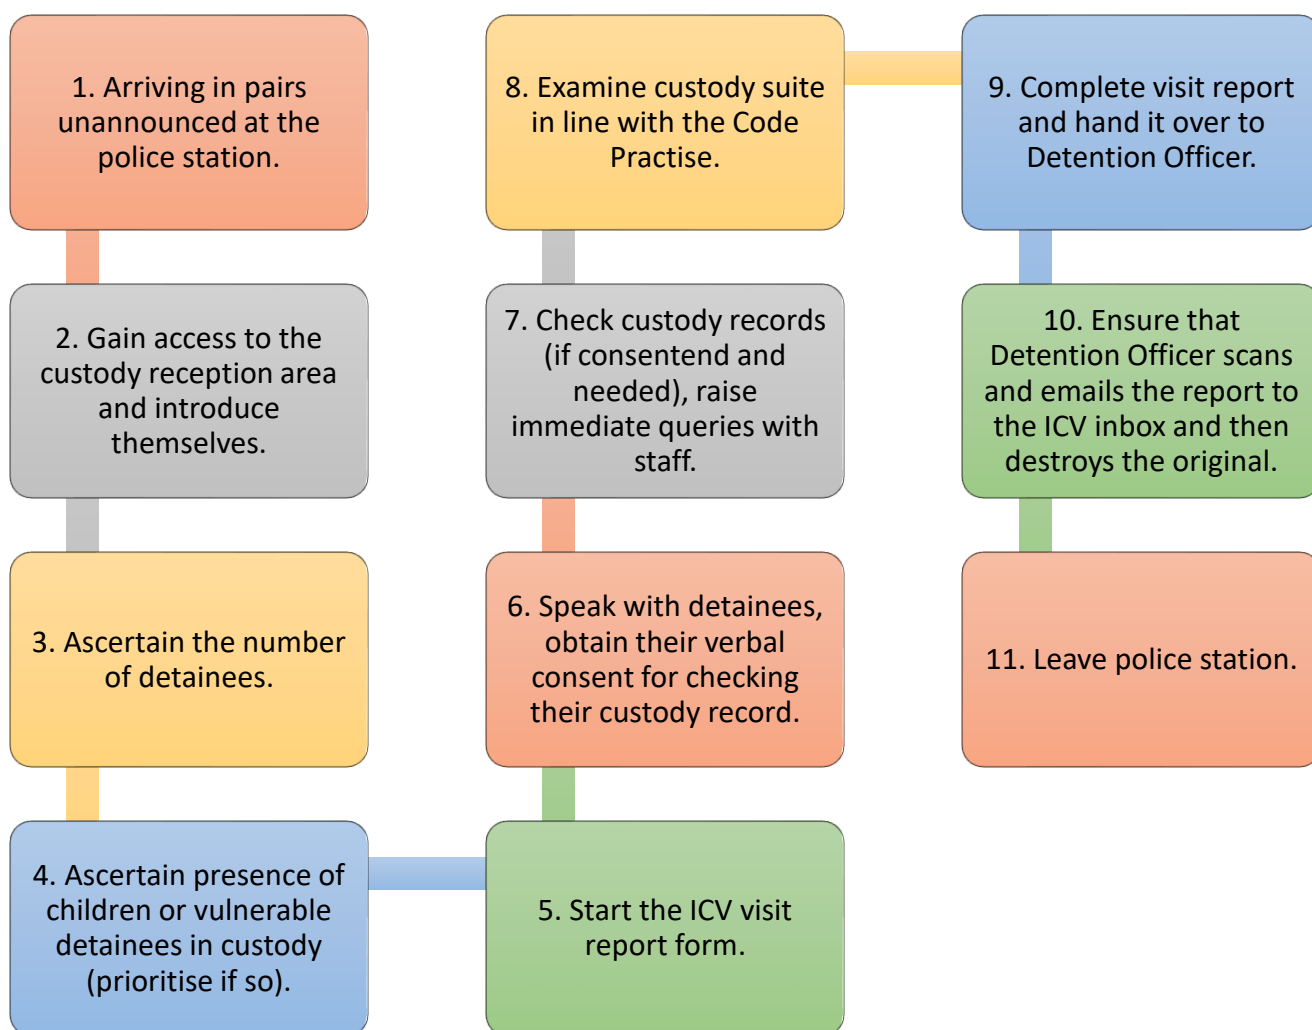 1. Arriving in pairs
unannounced at the
police station.
2. Gain access to the
custody reception area
and introduce
themselves.
3. Ascertain the number
of detainees.
4. Ascertain presence of
children or vulnerable
detainees in custody
(prioritise if so).
5. Start the ICV visit
report form.
6. Speak with detainees,
obtain their verbal
consent for checking
their custody record.
7. Check custody records
(if consentend and
needed), raise
immediate queries with
staff.
8. Examine custody suite
in line with the Code
Practise.
9. Complete visit report
and hand it over to
Detention Officer.
10. Ensure that
Detention Officer scans
and emails the report to
the ICV inbox and then
destroys the original.
11. Leave police station.